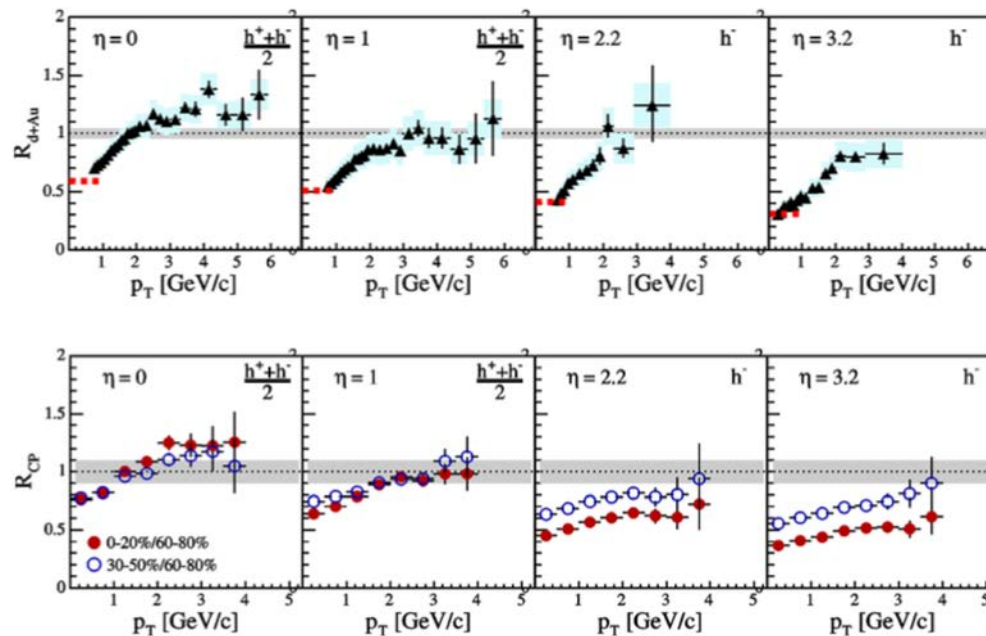 2
1.5
1
0.5
0
R_{d+Au}
η = 0
h⁺+h⁻
2
η = 1
h⁺+h⁻
2
η = 2.2
h⁻
η = 3.2
h⁻
1 2 3 4 5 6
1 2 3 4 5 6
1 2 3 4 5 6
1 2 3 4 5 6
p_T [GeV/c]
p_T [GeV/c]
p_T [GeV/c]
p_T [GeV/c]
2
1.5
1
0.5
0
R_{CP}
η = 0
h⁺+h⁻
2
η = 1
h⁺+h⁻
2
η = 2.2
h⁻
η = 3.2
h⁻
0-20%/60-80%
30-50%/60-80%
1 2 3 4
1 2 3 4
1 2 3 4
1 2 3 4 5
p_T [GeV/c]
p_T [GeV/c]
p_T [GeV/c]
p_T [GeV/c]